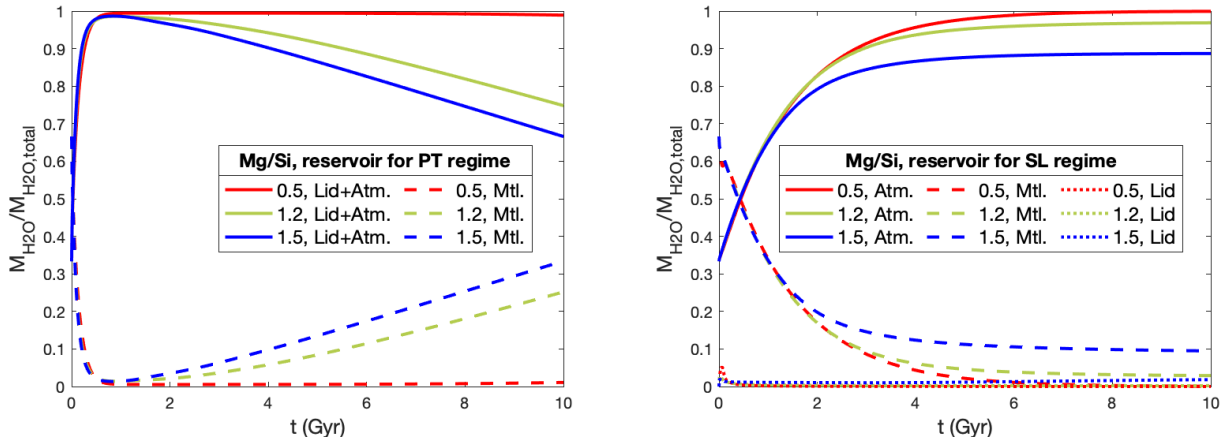 1
0.9
0.8
0.7
0.6
0.5
0.4
0.3
0.2
0.1
0
M_H2O/M_H2O,total
Mg/Si, reservoir for PT regime
0.5, Lid+Atm. 0.5, Mtl.
1.2, Lid+Atm. 1.2, Mtl.
1.5, Lid+Atm. 1.5, Mtl.
0 2 4 6 8 10
t (Gyr)
1
0.9
0.8
0.7
0.6
0.5
0.4
0.3
0.2
0.1
0
M_H2O/M_H2O,total
Mg/Si, reservoir for SL regime
0.5, Atm. 0.5, Mtl. 0.5, Lid
1.2, Atm. 1.2, Mtl. 1.2, Lid
1.5, Atm. 1.5, Mtl. 1.5, Lid
0 2 4 6 8 10
t (Gyr)